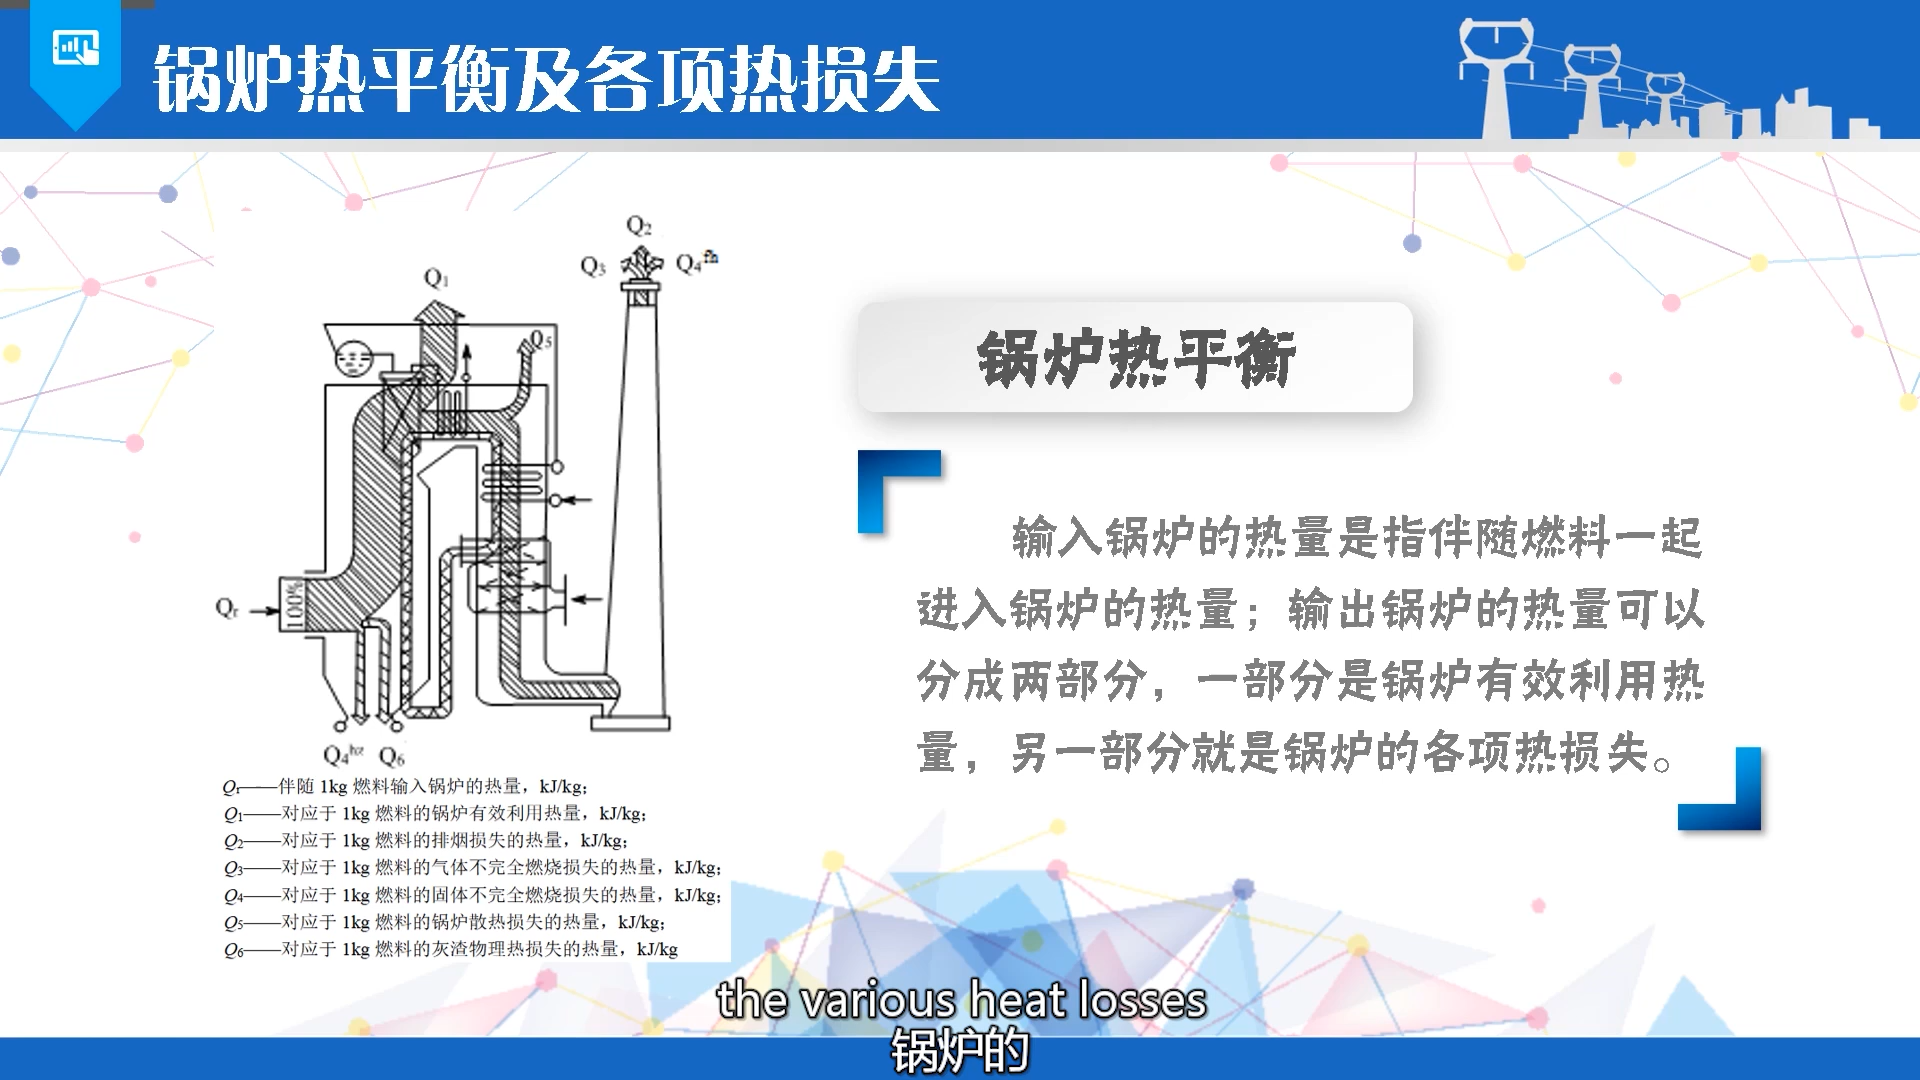 锅炉热平衡及各项热损失
Q2
Q3
Q4fh
Q1
Q5
Qr
100%
Q4hz
Q6
Qr——伴随 1kg 燃料输入锅炉的热量，kJ/kg；
Q1——对应于 1kg 燃料的锅炉有效利用热量，kJ/kg；
Q2——对应于 1kg 燃料的排烟损失的热量，kJ/kg；
Q3——对应于 1kg 燃料的气体不完全燃烧损失的热量，kJ/kg；
Q4——对应于 1kg 燃料的固体不完全燃烧损失的热量，kJ/kg；
Q5——对应于 1kg 燃料的锅炉散热损失的热量，kJ/kg；
Q6——对应于 1kg 燃料的灰渣物理热损失的热量，kJ/kg
锅炉热平衡
输入锅炉的热量是指伴随燃料一起
进入锅炉的热量；输出锅炉的热量可以
分成两部分，一部分是锅炉有效利用热
量，另一部分就是锅炉的各项热损失。
the various heat losses
锅炉的